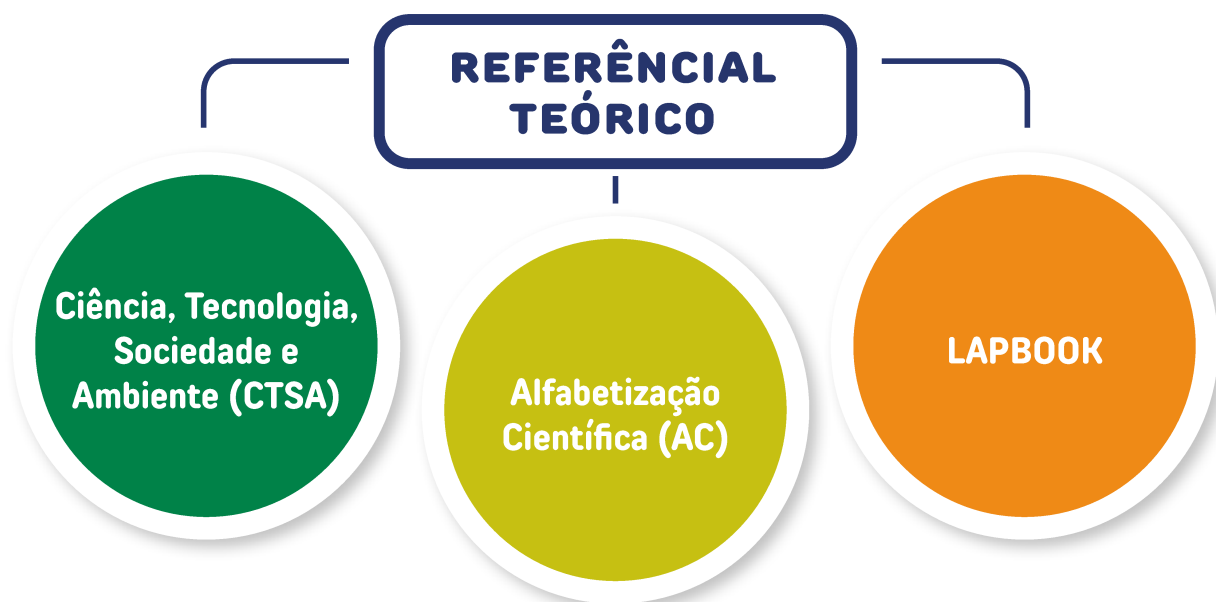 REFERÊNCIAL
TEÓRICO
Ciência, Tecnologia,
Sociedade e
Ambiente (CTSA)
Alfabetização
Científica (AC)
LAPBOOK